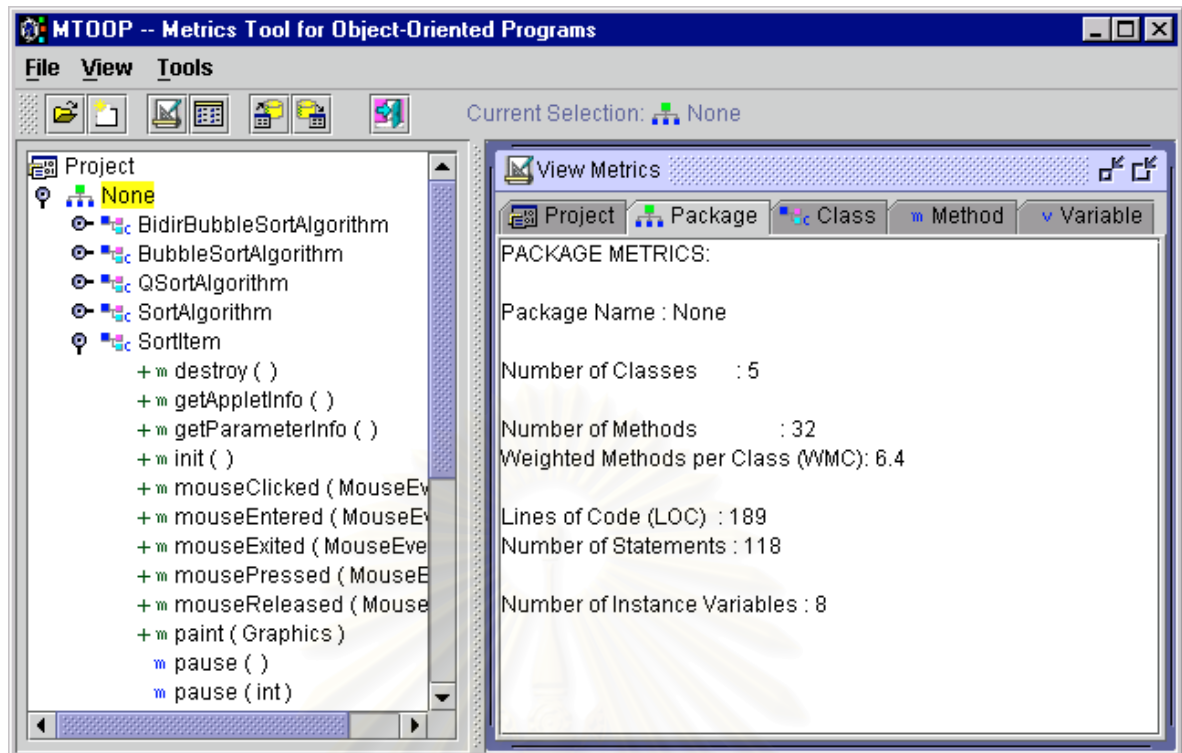 MTOOP -- Metrics Tool for Object-Oriented Programs
File View Tools
Current Selection: None
Project
None
BidirBubbleSortAlgorithm
BubbleSortAlgorithm
QSortAlgorithm
SortAlgorithm
SortItem
+ m destroy ( )
+ m getAppletInfo ( )
+ m getParameterInfo ( )
+ m init ( )
+ m mouseClicked ( MouseEv
+ m mouseEntered ( MouseEv
+ m mouseExited ( MouseEve
+ m mousePressed ( MouseE
+ m mouseReleased ( Mouse
+ m paint ( Graphics )
m pause ( )
m pause ( int )
View Metrics
Project Package c Class m Method v Variable
PACKAGE METRICS:
Package Name : None
Number of Classes : 5
Number of Methods : 32
Weighted Methods per Class (WMC): 6.4
Lines of Code (LOC) : 189
Number of Statements : 118
Number of Instance Variables : 8